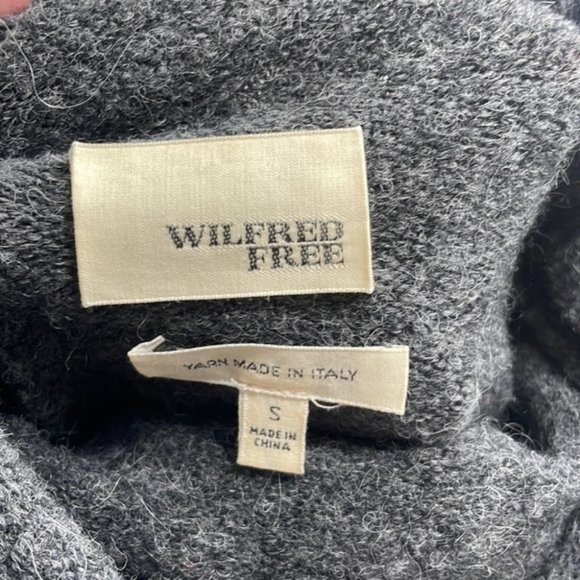 WILFRED
FREE
YARN MADE IN ITALY
S
MADE IN
CHINA